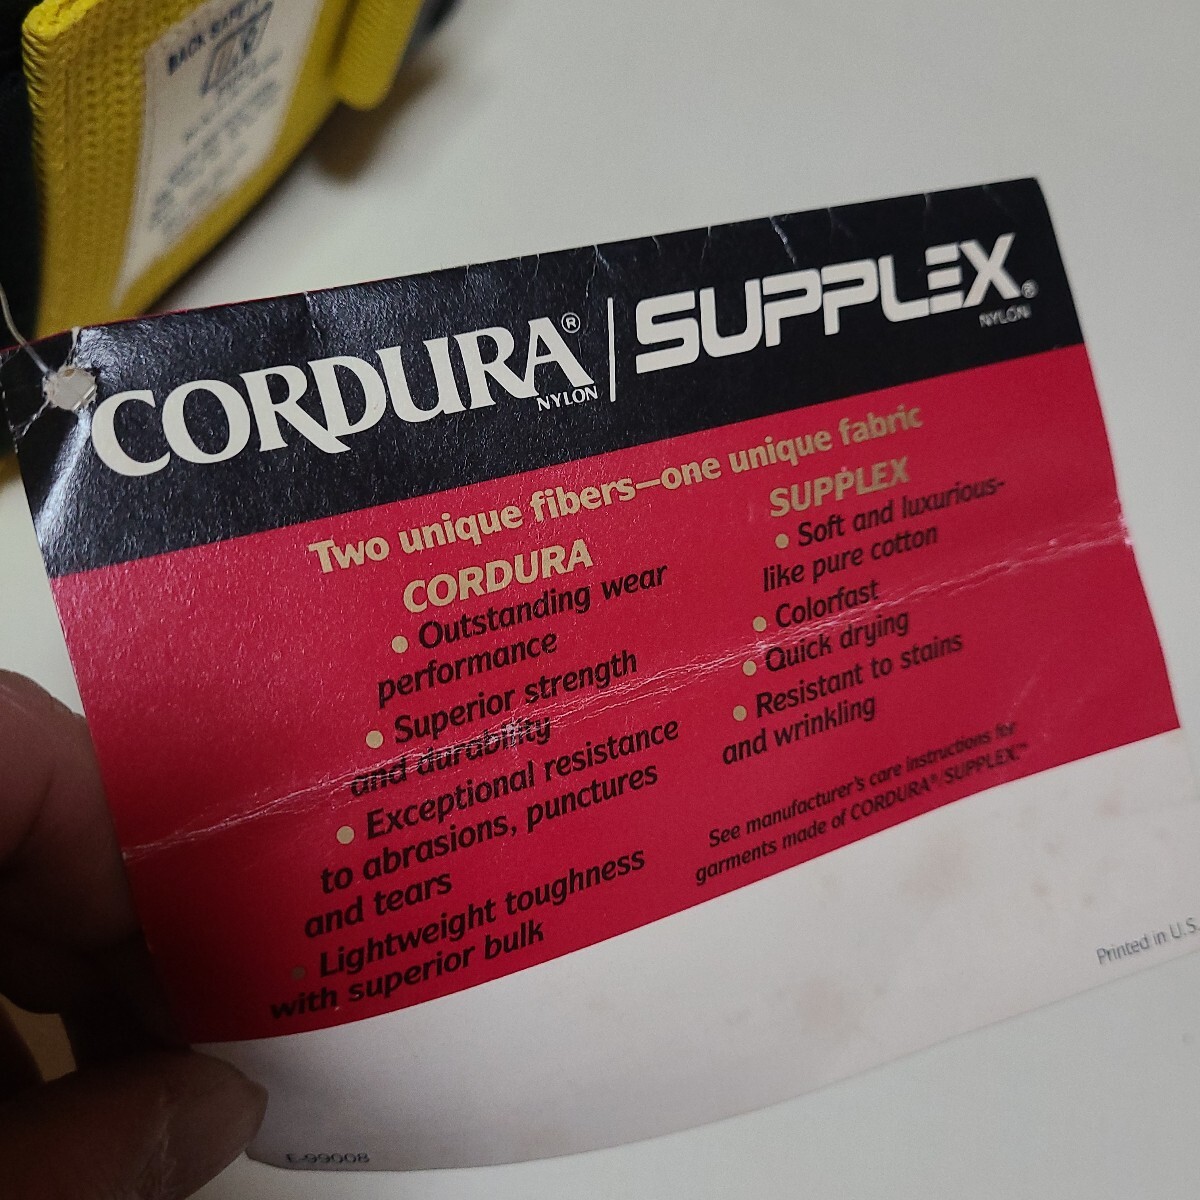 BACK SAFETY
CORDURA® | SUPPLEX®
NYLON NYLON
Two unique fibers—one unique fabric
CORDURA
• Outstanding wear
performance
• Superior strength
and durability
• Exceptional resistance
to abrasions, punctures
and tears
• Lightweight toughness
with superior bulk
SUPPLEX
• Soft and luxurious-
like pure cotton
• Colorfast
• Quick drying
• Resistant to stains
and wrinkling
See manufacturer's care instructions for
garments made of CORDURA®/SUPPLEX.™
Printed in U.S.
E-99008